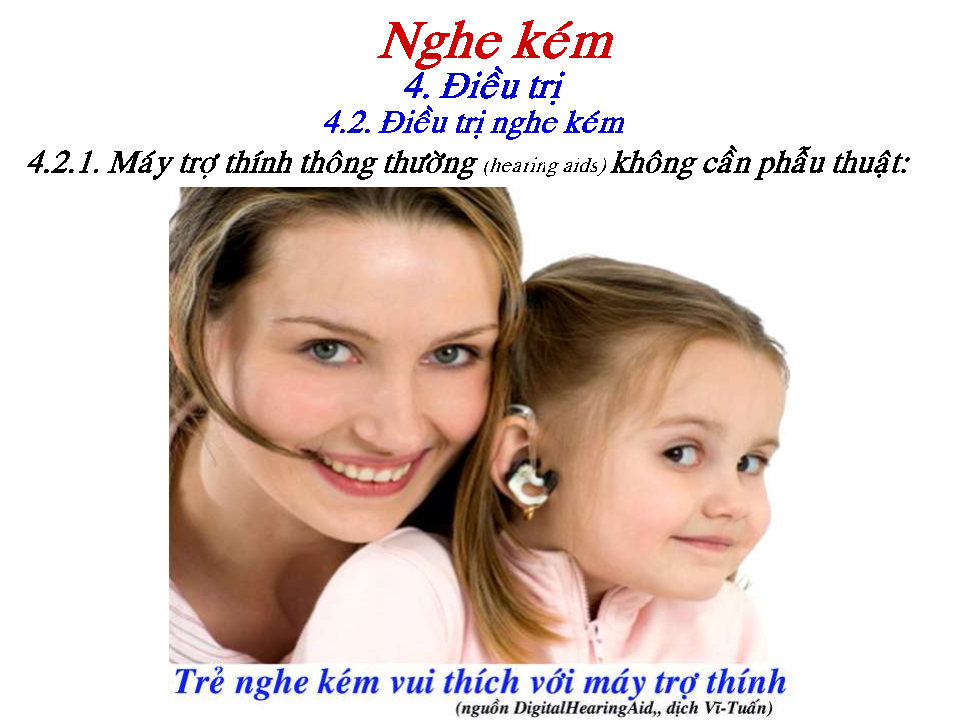 Nghe kém
4. Điều trị
4.2. Điều trị nghe kém
4.2.1. Máy trợ thính thông thường (hearing aids) không cần phẫu thuật:
Trẻ nghe kém vui thích với máy trợ thính
(nguồn DigitalHearingAid,, dịch Vĩ-Tuấn)